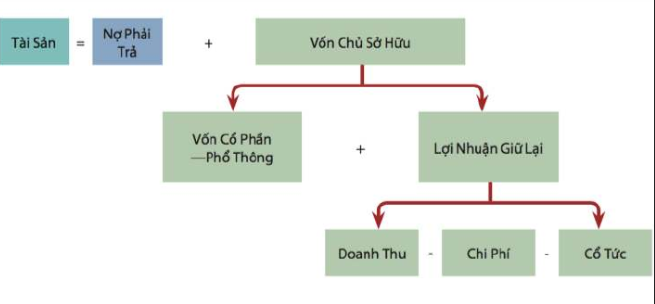 Tài Sản = Nợ Phải Trả + Vốn Chủ Sở Hữu
Vốn Cổ Phần
—Phổ Thông + Lợi Nhuận Giữ Lại
Doanh Thu - Chi Phí - Cổ Tức